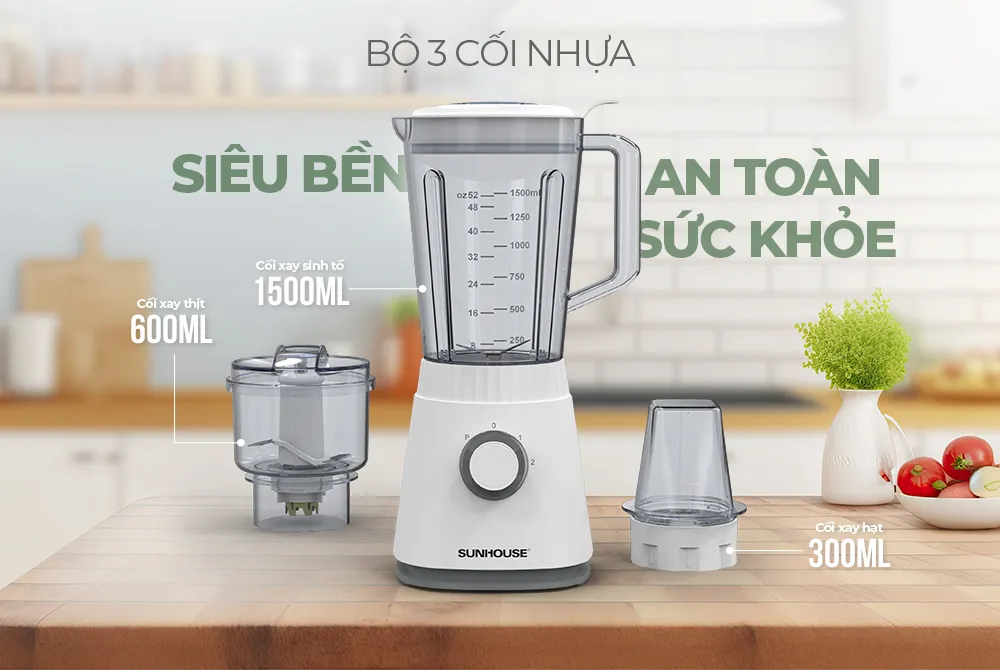 BỘ 3 CỐI NHỰA
SIÊU BỀN
AN TOÀN
SỨC KHỎE
Cối xay sinh tố
1500ML
Cối xay thịt
600ML
oz 52 1500ml
48 1250
40 1000
32 750
24 500
16 250
8
P 0 1 2
SUNHOUSE®
Cối xay hạt
300ML